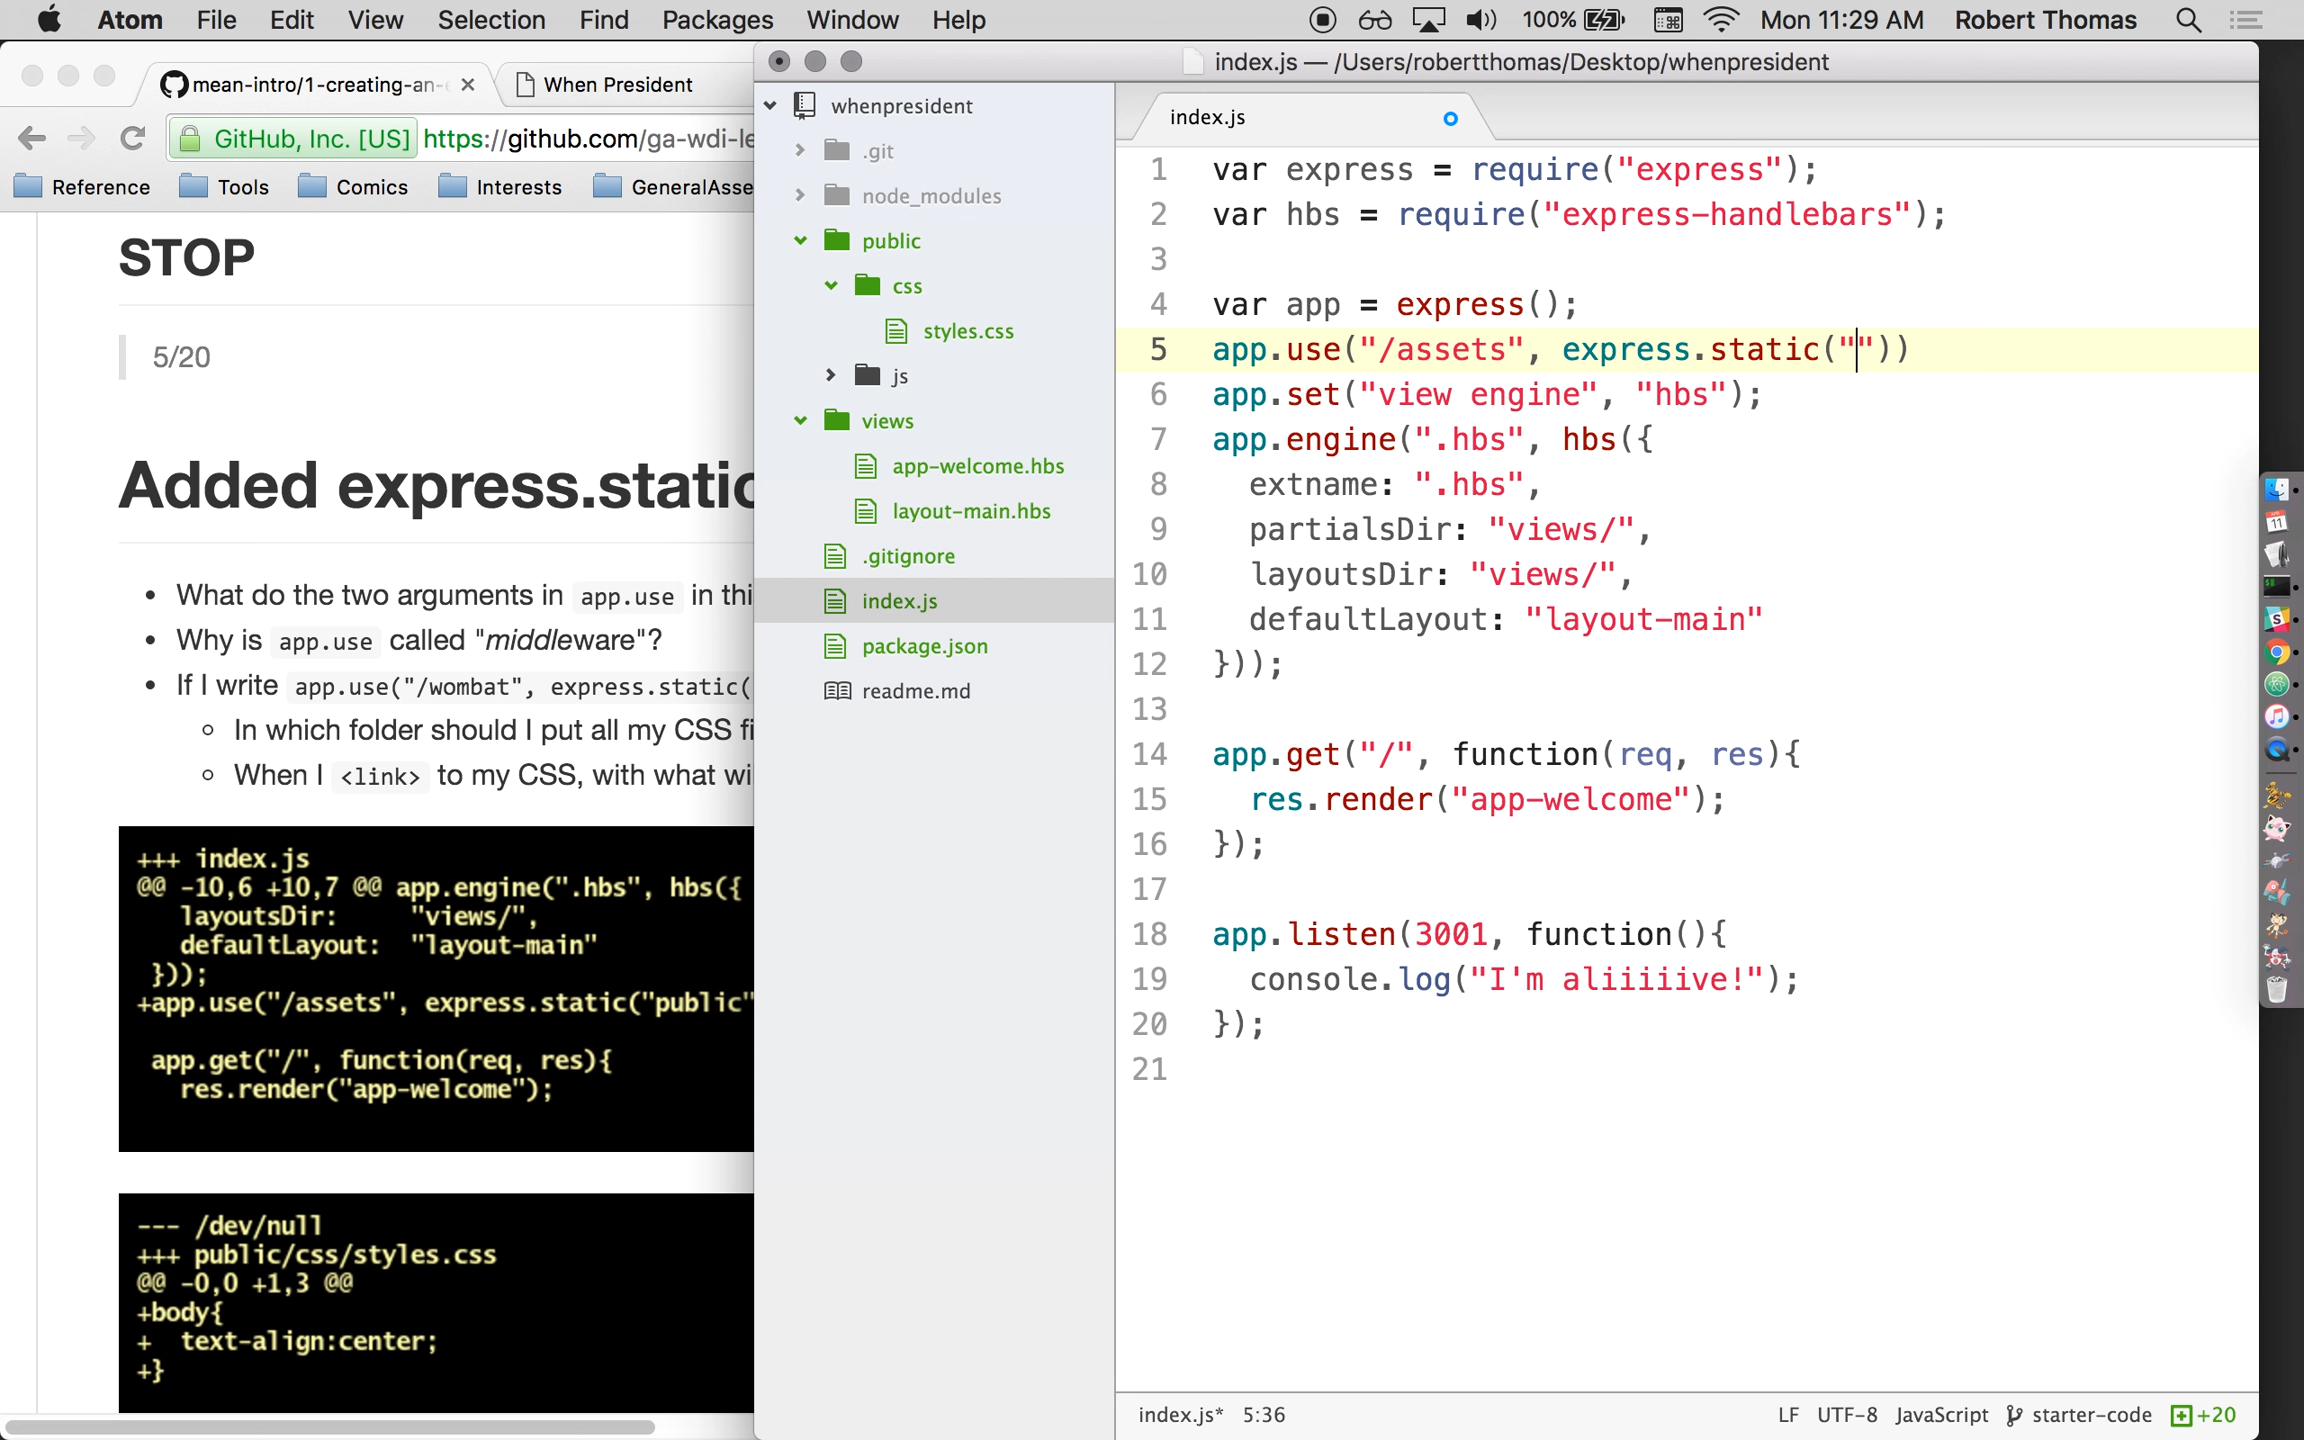 Atom File Edit View Selection Find Packages Window Help 100% Mon 11:29 AM Robert Thomas
mean-intro/1-creating-an-
When President
GitHub, Inc. [US] https://github.com/ga-wdi-le
Reference Tools Comics Interests GeneralAsse
STOP
5/20
Added express.static
What do the two arguments in app.use in thi
Why is app.use called "middleware"?
If I write app.use("/wombat", express.static(
In which folder should I put all my CSS fi
When I <link> to my CSS, with what wi
+++ index.js
@@ -10,6 +10,7 @@ app.engine(".hbs", hbs({
layoutsDir: "views/",
defaultLayout: "layout-main"
}));
+app.use("/assets", express.static("public"
app.get("/", function(req, res){
res.render("app-welcome");
--- /dev/null
+++ public/css/styles.css
@@ -0,0 +1,3 @@
+body{
+ text-align:center;
+}
index.js — /Users/robertthomas/Desktop/whenpresident
whenpresident
.git
node_modules
public
css
styles.css
js
views
app-welcome.hbs
layout-main.hbs
.gitignore
index.js
package.json
readme.md
index.js
1 var express = require("express");
2 var hbs = require("express-handlebars");
3
4 var app = express();
5 app.use("/assets", express.static(""))
6 app.set("view engine", "hbs");
7 app.engine(".hbs", hbs({
8 extname: ".hbs",
9 partialsDir: "views/",
10 layoutsDir: "views/",
11 defaultLayout: "layout-main"
12 }));
13
14 app.get("/", function(req, res){
15 res.render("app-welcome");
16 });
17
18 app.listen(3001, function(){
19 console.log("I'm aliiiiive!");
20 });
21
index.js* 5:36 LF UTF-8 JavaScript starter-code +20
11